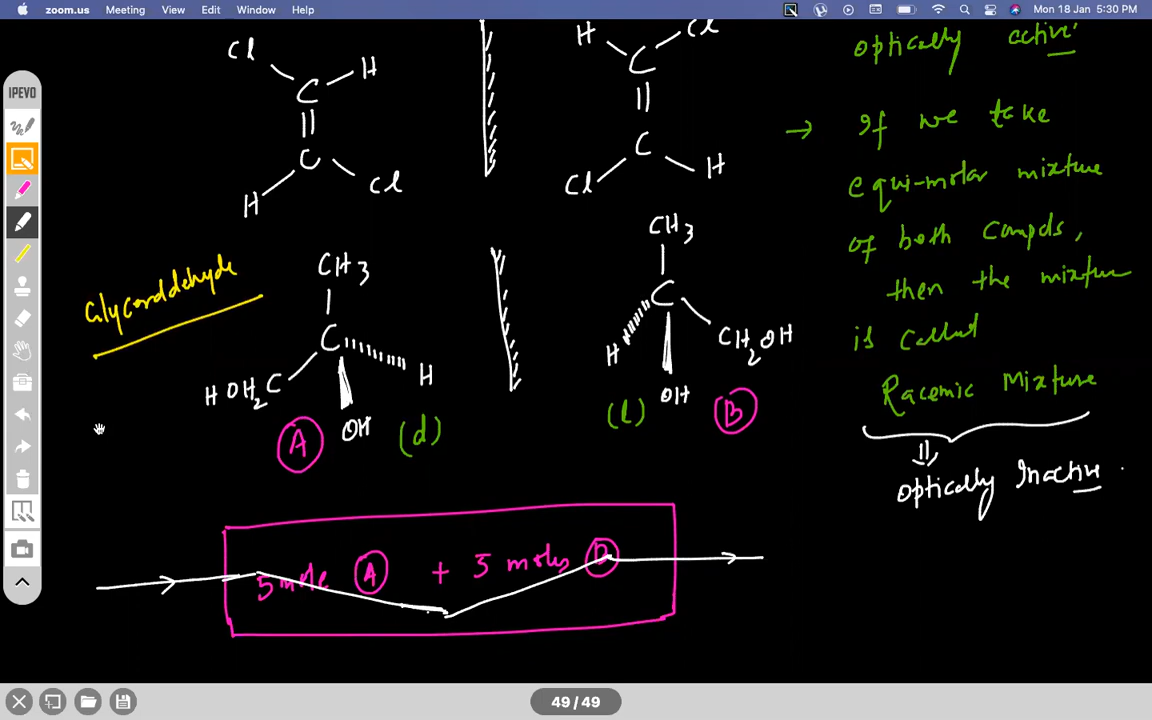 zoom.us Meeting View Edit Window Help
Mon 18 Jan 5:30 PM
IPEVO
Cl
C H
C
H Cl
H Cl
C
C
Cl H
optically active
→ If we take
equi-molar mixture
of both Compds,
then the mixture
is Called
Racemic Mixture
Optically Inactive
Glyceraldehyde
CH3
C
HOH2C H
OH
A (d)
CH3
C
H CH2OH
OH
(l) B
5 mole A + 5 moles B
49 / 49